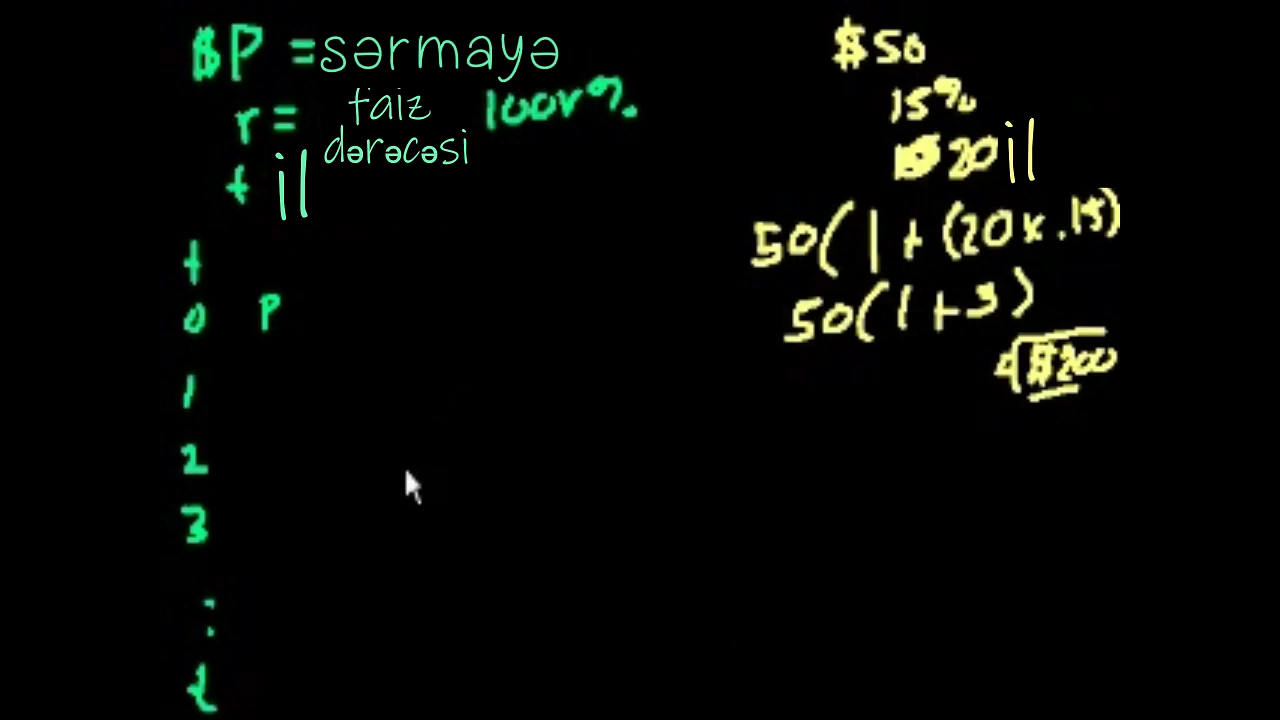 $P = sərmayə
r = faiz dərəcəsi 100r%
t il
t
0 P
1
2
3
:
t
$50
15%
20 il
50(1 + (20x.15)
50(1+3)
$200